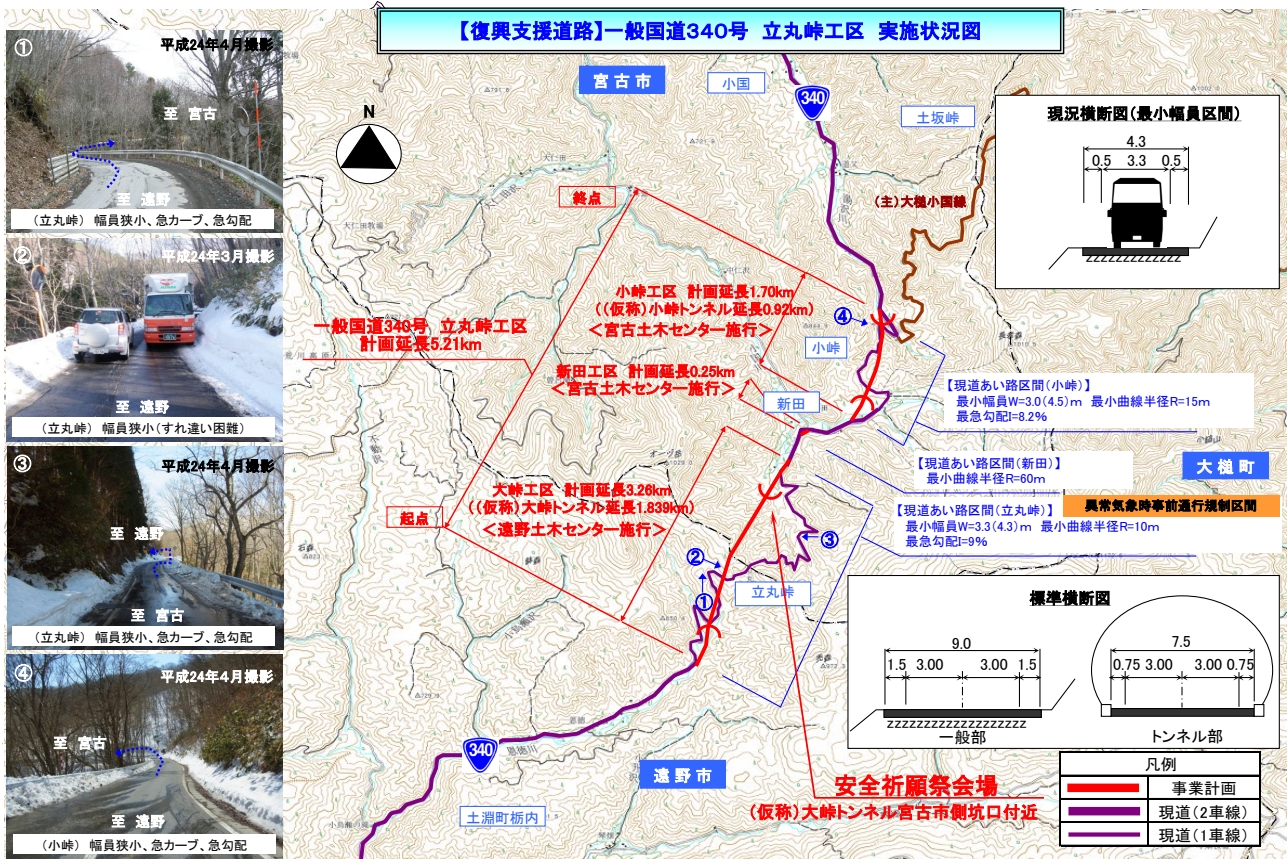 【復興支援道路】一般国道340号 立丸峠工区 実施状況図
①
平成24年4月撮影
至 宮古
至 遠野
(立丸峠) 幅員狭小、急カーブ、急勾配
②
平成24年3月撮影
至 遠野
(立丸峠) 幅員狭小(すれ違い困難)
③
平成24年4月撮影
至 遠野
至 宮古
(立丸峠) 幅員狭小、急カーブ、急勾配
④
平成24年4月撮影
至 宮古
至 遠野
(小峠) 幅員狭小、急カーブ、急勾配
N
宮古市
小国
340
土坂峠
(主)大槌小国線
現況横断図(最小幅員区間)
4.3
0.5 3.3 0.5
終点
小峠工区 計画延長1.70km
((仮称)小峠トンネル延長0.92km)
<宮古土木センター施行>
④
小峠
一般国道340号 立丸峠工区
計画延長5.21km
新田工区 計画延長0.25km
<宮古土木センター施行>
新田
【現道あい路区間(小峠)】
最小幅員W=3.0(4.5)m 最小曲線半径R=15m
最急勾配I=8.2%
【現道あい路区間(新田)】
最小曲線半径R=60m
大槌町
異常気象時事前通行規制区間
【現道あい路区間(立丸峠)】
最小幅員W=3.3(4.3)m 最小曲線半径R=10m
最急勾配I=9%
大峠工区 計画延長3.26km
((仮称)大峠トンネル延長1.839km)
<遠野土木センター施行>
起点
②
③
①
立丸峠
標準横断図
9.0
1.5 3.00 3.00 1.5
一般部
7.5
0.75 3.00 3.00 0.75
トンネル部
340
恩徳川
遠野市
土淵町栃内
安全祈願祭会場
(仮称)大峠トンネル宮古市側坑口付近
凡例
事業計画
現道(2車線)
現道(1車線)